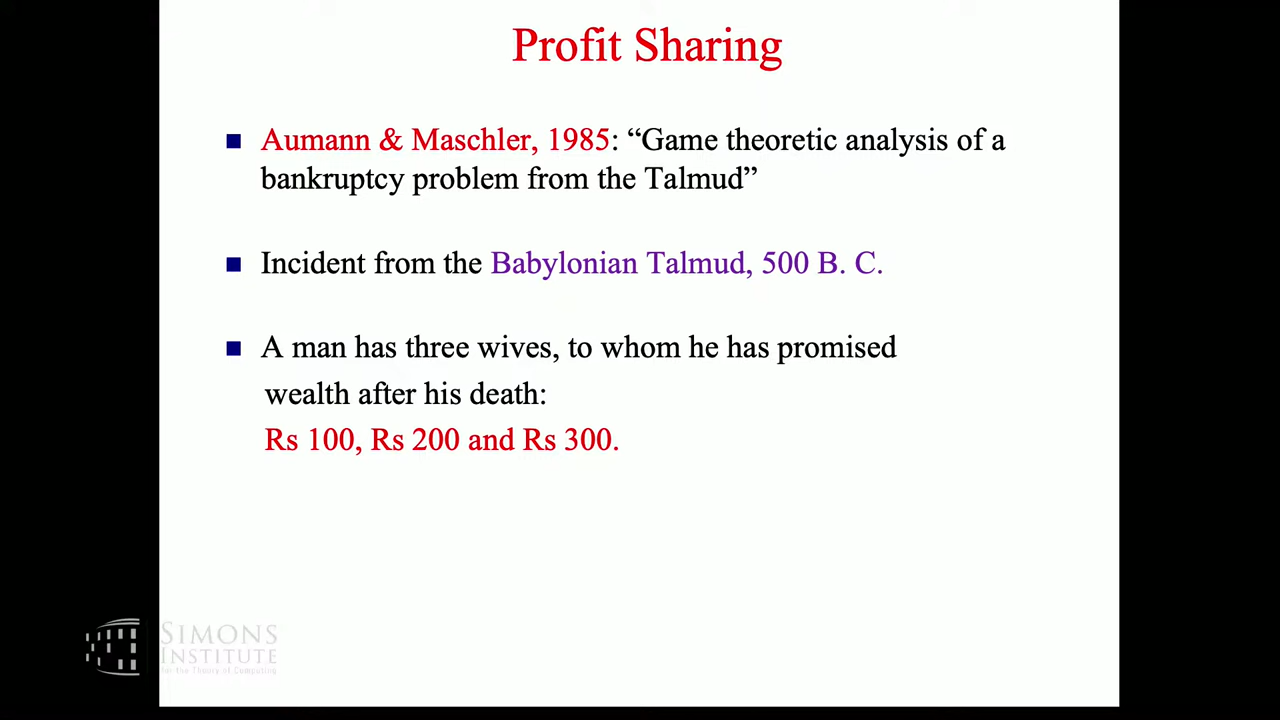 Profit Sharing
Aumann & Maschler, 1985: “Game theoretic analysis of a
bankruptcy problem from the Talmud”
Incident from the Babylonian Talmud, 500 B. C.
A man has three wives, to whom he has promised
wealth after his death:
Rs 100, Rs 200 and Rs 300.
SIMONS
INSTITUTE
for the Theory of Computing